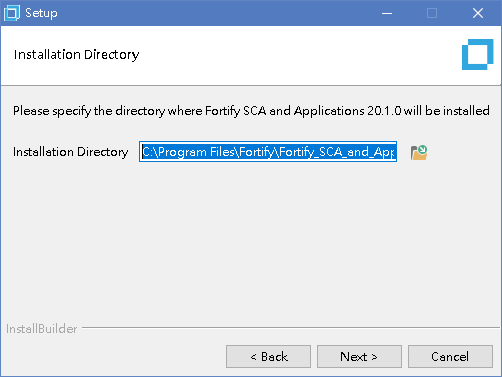 Setup
Installation Directory
Please specify the directory where Fortify SCA and Applications 20.1.0 will be installed
Installation Directory C:\Program Files\Fortify\Fortify_SCA_and_App
InstallBuilder
< Back Next > Cancel